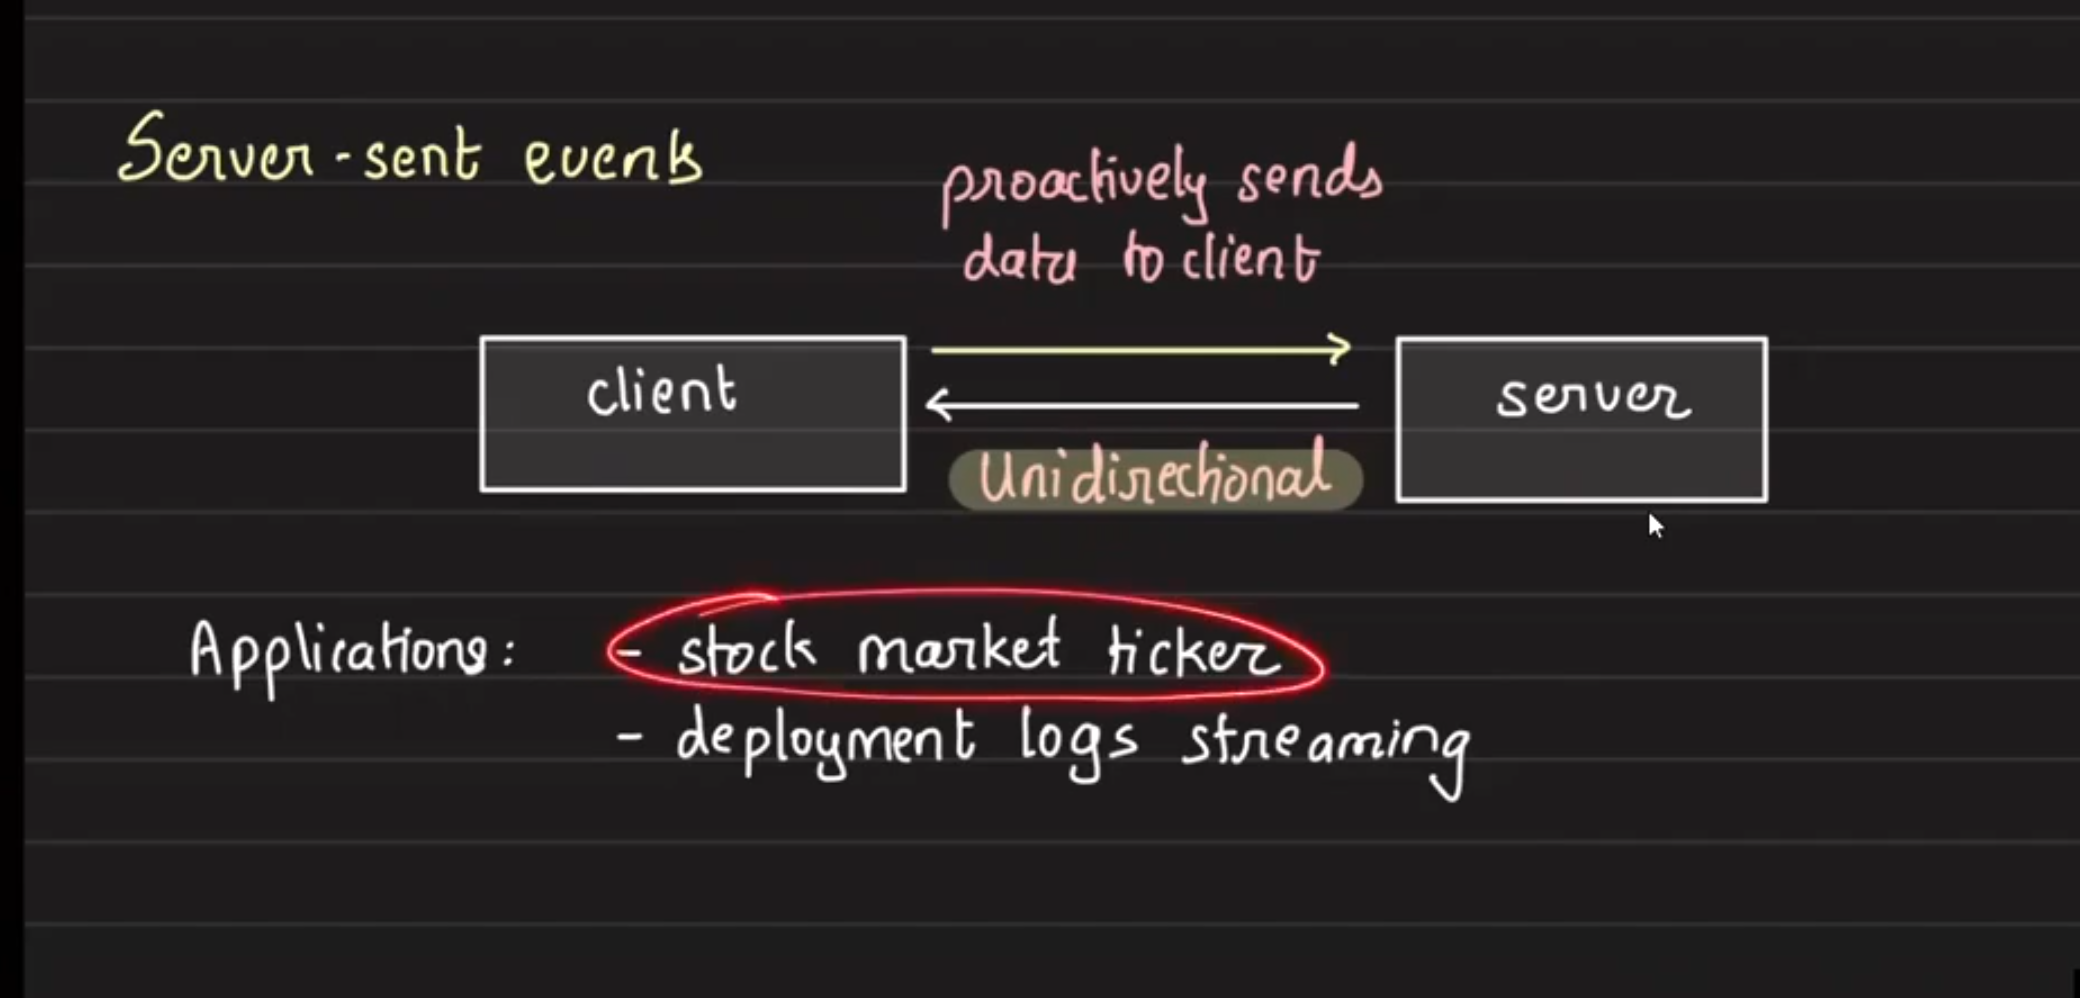 Server-sent events
proactively sends
data to client
client
server
Unidirectional
Applications: - stock market ticker
- deployment logs streaming